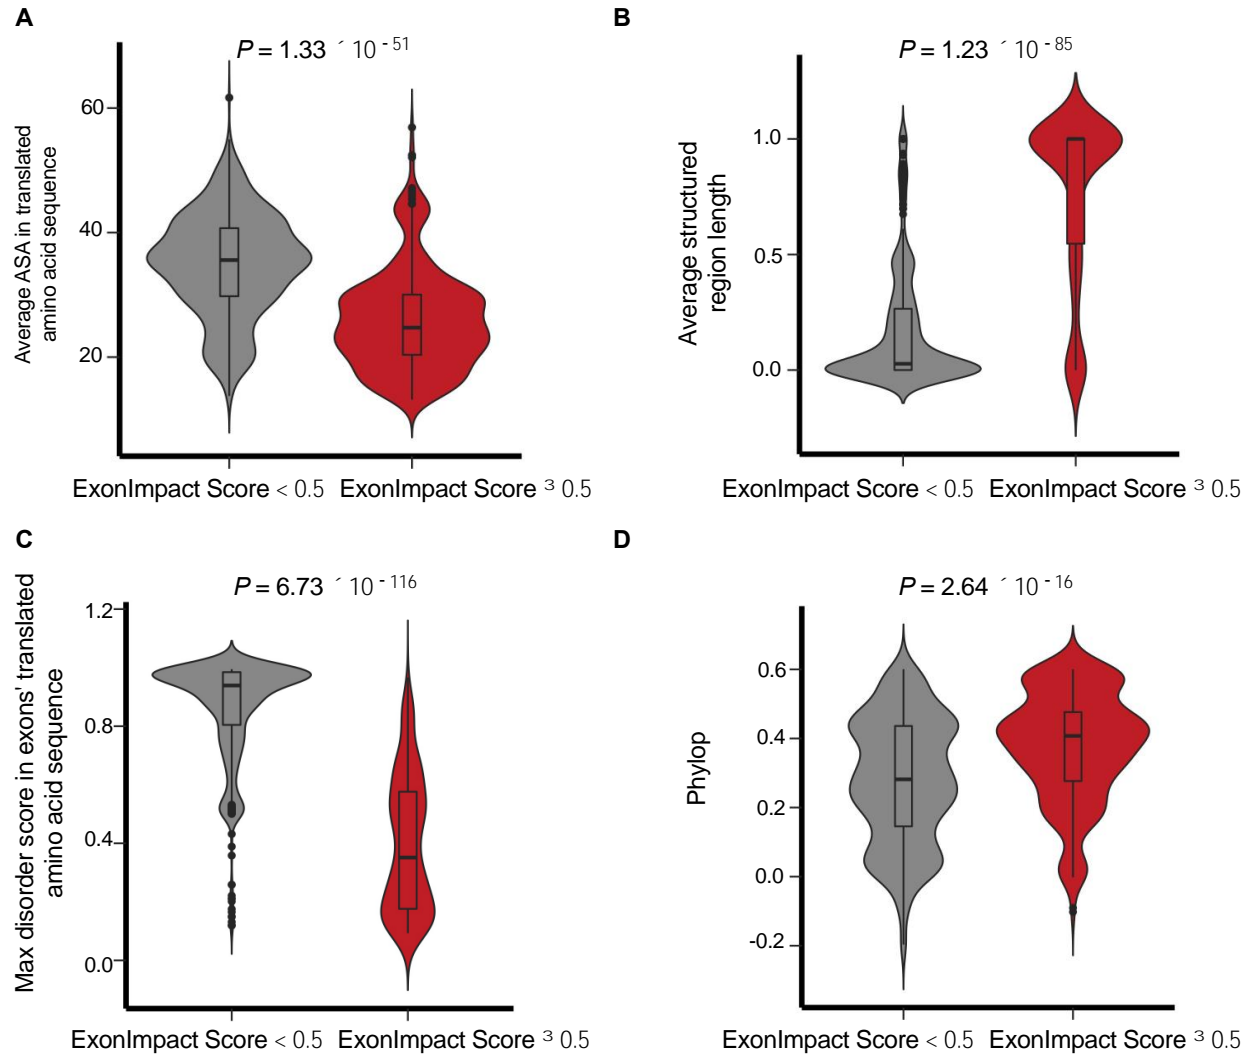 A
P = 1.33 ´ 10 - 51
Average ASA in translated
amino acid sequence
60
40
20
ExonImpact Score < 0.5
ExonImpact Score ³ 0.5
B
P = 1.23 ´ 10 - 85
Average structured
region length
1.0
0.5
0.0
ExonImpact Score < 0.5
ExonImpact Score ³ 0.5
C
P = 6.73 ´ 10 - 116
Max disorder score in exons' translated
amino acid sequence
1.2
0.8
0.4
0.0
ExonImpact Score < 0.5
ExonImpact Score ³ 0.5
D
P = 2.64 ´ 10 - 16
Phylop
0.6
0.4
0.2
0.0
-0.2
ExonImpact Score < 0.5
ExonImpact Score ³ 0.5